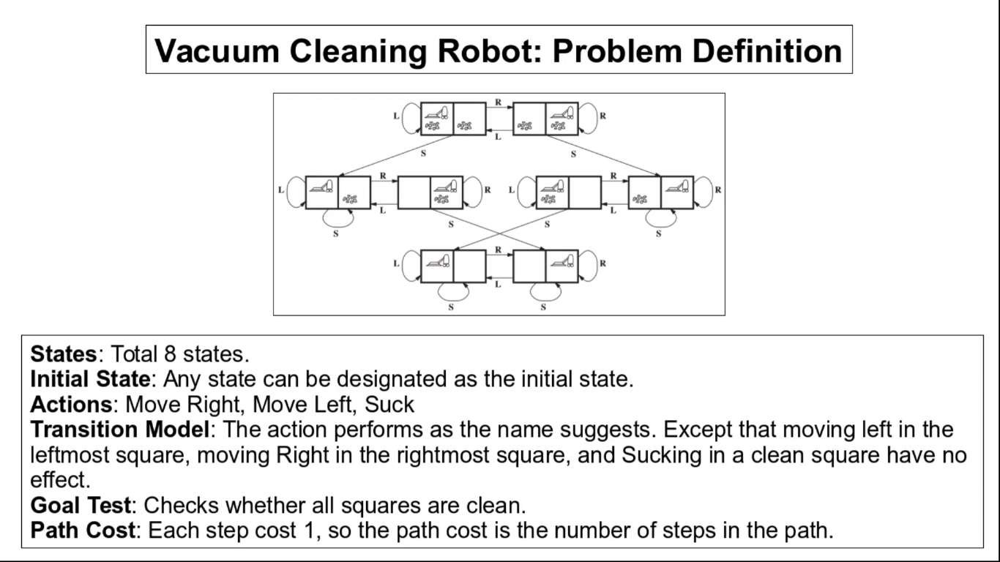 Vacuum Cleaning Robot: Problem Definition
R
L
R
L
S
S
R
R
L
R
L
R
L
L
S
S
S
S
R
L
R
L
S
S
States: Total 8 states.
Initial State: Any state can be designated as the initial state.
Actions: Move Right, Move Left, Suck
Transition Model: The action performs as the name suggests. Except that moving left in the
leftmost square, moving Right in the rightmost square, and Sucking in a clean square have no
effect.
Goal Test: Checks whether all squares are clean.
Path Cost: Each step cost 1, so the path cost is the number of steps in the path.